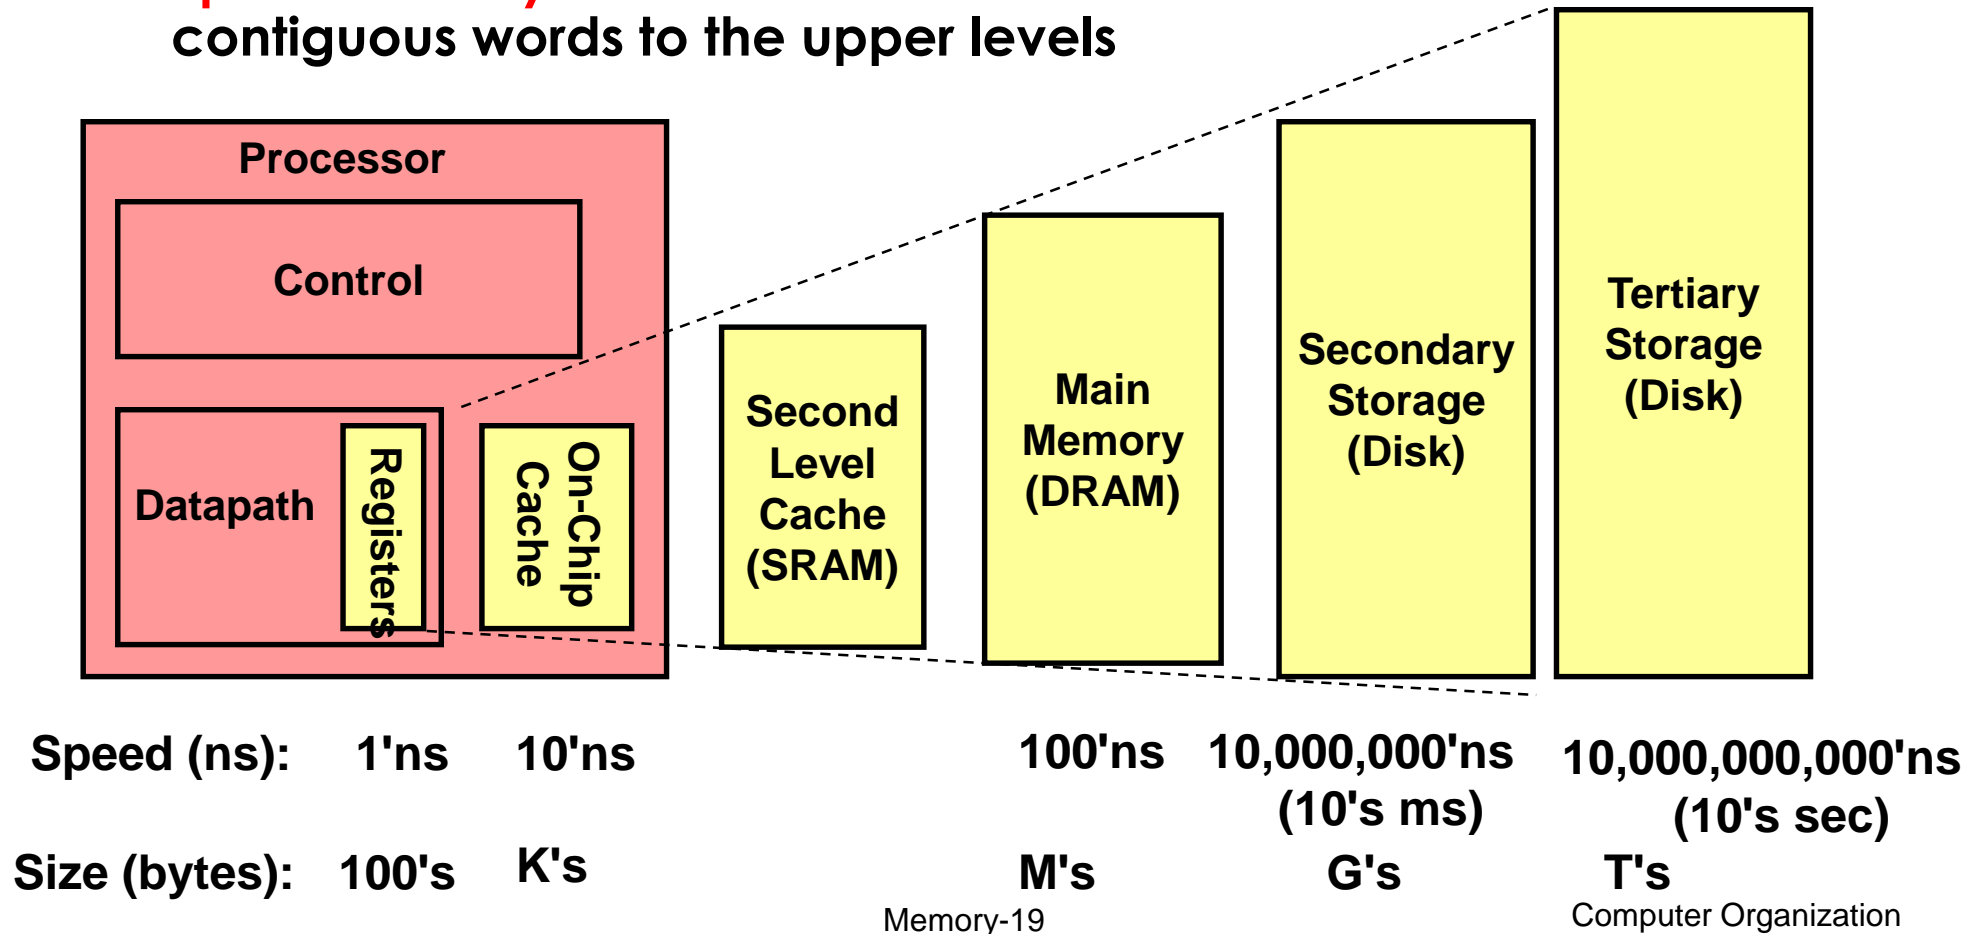 contiguous words to the upper levels
Processor
Control
Datapath
Registers
On-Chip
Cache
Second
Level
Cache
(SRAM)
Main
Memory
(DRAM)
Secondary
Storage
(Disk)
Tertiary
Storage
(Disk)
Speed (ns): 1'ns 10'ns 100'ns 10,000,000'ns 10,000,000,000'ns
(10's ms) (10's sec)
Size (bytes): 100's K's M's G's T's
Memory-19 Computer Organization